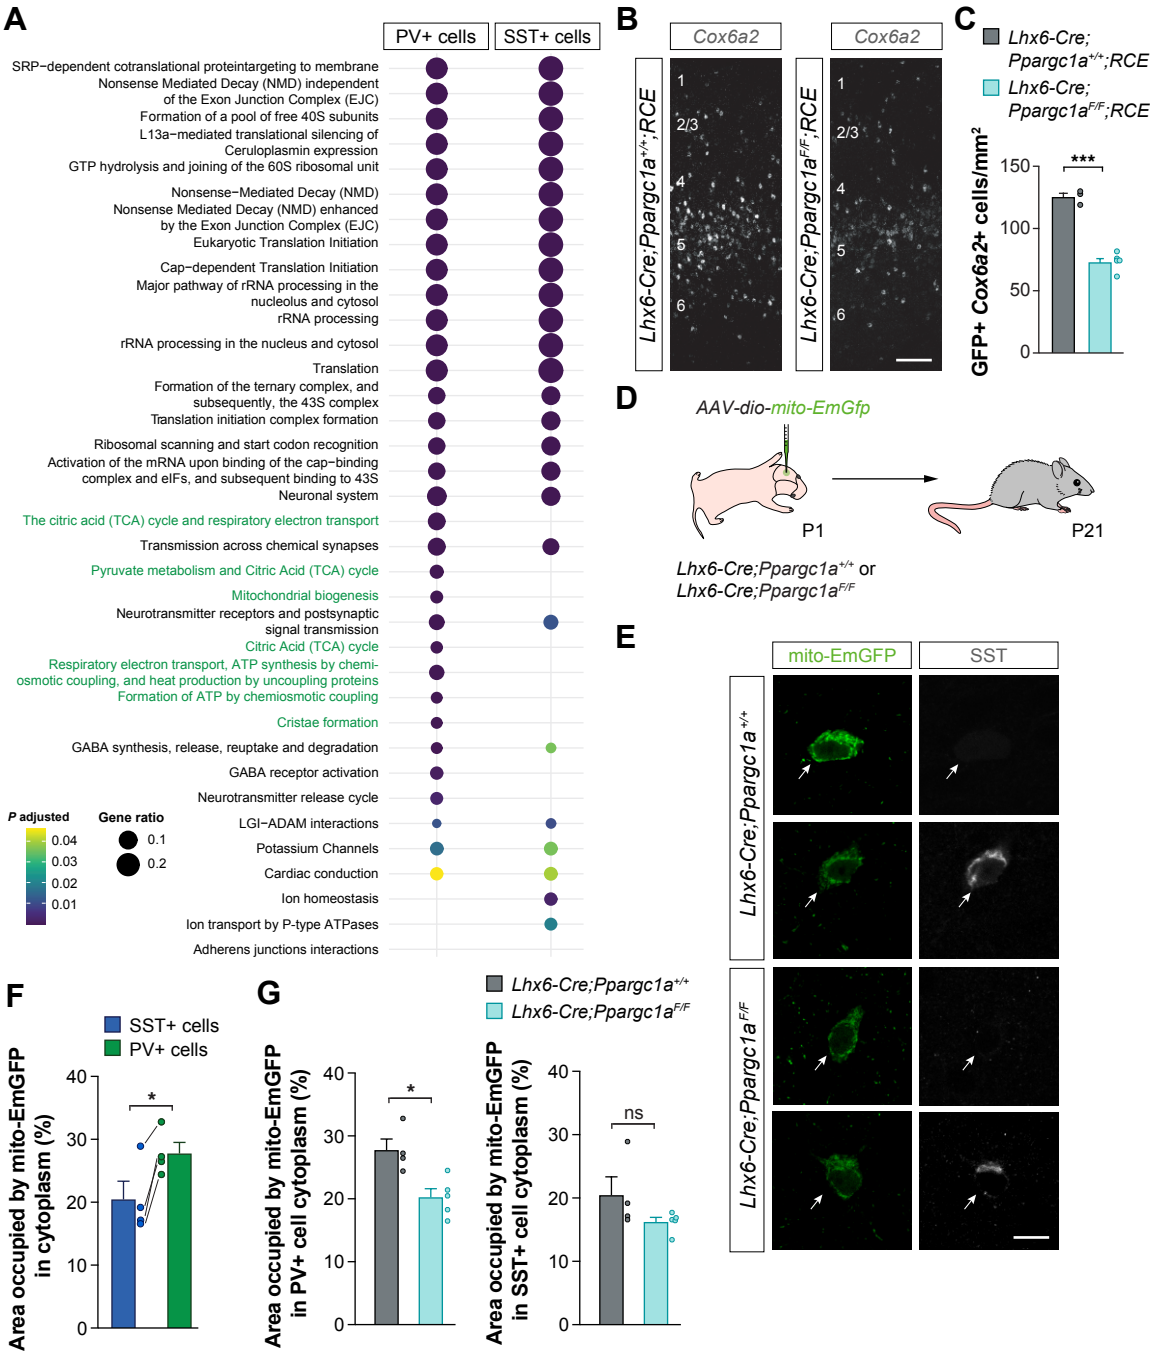 A
PV+ cells
SST+ cells
SRP−dependent cotranslational proteintargeting to membrane
Nonsense Mediated Decay (NMD) independent
of the Exon Junction Complex (EJC)
Formation of a pool of free 40S subunits
L13a−mediated translational silencing of
Ceruloplasmin expression
GTP hydrolysis and joining of the 60S ribosomal unit
Nonsense−Mediated Decay (NMD)
Nonsense Mediated Decay (NMD) enhanced
by the Exon Junction Complex (EJC)
Eukaryotic Translation Initiation
Cap−dependent Translation Initiation
Major pathway of rRNA processing in the
nucleolus and cytosol
rRNA processing
rRNA processing in the nucleus and cytosol
Translation
Formation of the ternary complex, and
subsequently, the 43S complex
Translation initiation complex formation
Ribosomal scanning and start codon recognition
Activation of the mRNA upon binding of the cap−binding
complex and eIFs, and subsequent binding to 43S
Neuronal system
The citric acid (TCA) cycle and respiratory electron transport
Transmission across chemical synapses
Pyruvate metabolism and Citric Acid (TCA) cycle
Mitochondrial biogenesis
Neurotransmitter receptors and postsynaptic
signal transmission
Citric Acid (TCA) cycle
Respiratory electron transport, ATP synthesis by chemi-
osmotic coupling, and heat production by uncoupling proteins
Formation of ATP by chemiosmotic coupling
Cristae formation
GABA synthesis, release, reuptake and degradation
GABA receptor activation
Neurotransmitter release cycle
LGI−ADAM interactions
Potassium Channels
Cardiac conduction
Ion homeostasis
Ion transport by P-type ATPases
Adherens junctions interactions
P adjusted
0.04
0.03
0.02
0.01
Gene ratio
0.1
0.2
B
Cox6a2
Cox6a2
Lhx6-Cre;Ppargc1a+/+;RCE
1
2/3
4
5
6
Lhx6-Cre;Ppargc1aF/F;RCE
1
2/3
4
5
6
C
Lhx6-Cre;
Ppargc1a+/+;RCE
Lhx6-Cre;
Ppargc1aF/F;RCE
GFP+ Cox6a2+ cells/mm2
150
100
50
0
***
D
AAV-dio-mito-EmGfp
P1
P21
Lhx6-Cre;Ppargc1a+/+ or
Lhx6-Cre;Ppargc1aF/F
E
mito-EmGFP
SST
Lhx6-Cre;Ppargc1a+/+
Lhx6-Cre;Ppargc1aF/F
F
SST+ cells
PV+ cells
Area occupied by mito-EmGFP
in cytoplasm (%)
40
30
20
10
0
*
G
Lhx6-Cre;Ppargc1a+/+
Lhx6-Cre;Ppargc1aF/F
Area occupied by mito-EmGFP
in PV+ cell cytoplasm (%)
40
30
20
10
0
*
Area occupied by mito-EmGFP
in SST+ cell cytoplasm (%)
40
30
20
10
0
ns